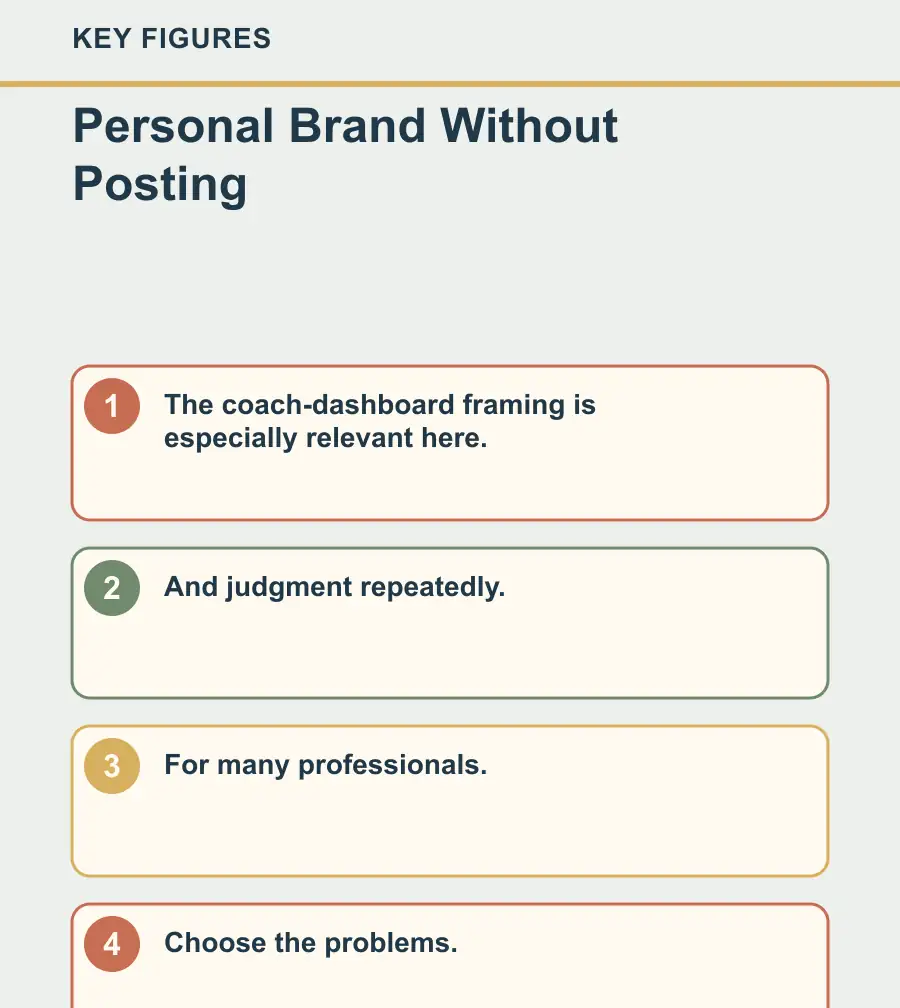 KEY FIGURES
Personal Brand Without
Posting
1
The coach-dashboard framing is
especially relevant here.
2
And judgment repeatedly.
3
For many professionals.
4
Choose the problems.